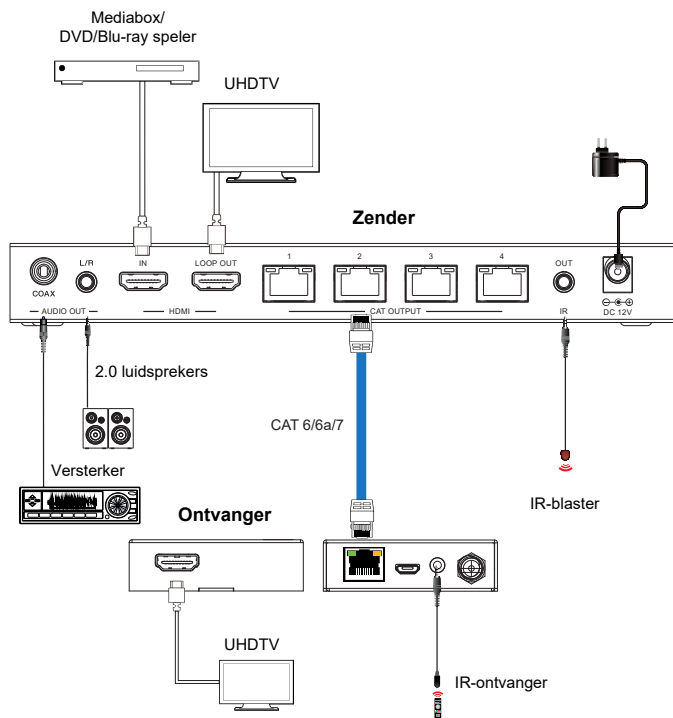 Mediabox/
DVD/Blu-ray speler
UHDTV
Zender
1 2 3 4
L/R IN LOOP OUT OUT
COAX
AUDIO OUT HDMI CAT OUTPUT IR DC 12V
2.0 luidsprekers
CAT 6/6a/7
Versterker
IR-blaster
Ontvanger
UHDTV
IR-ontvanger